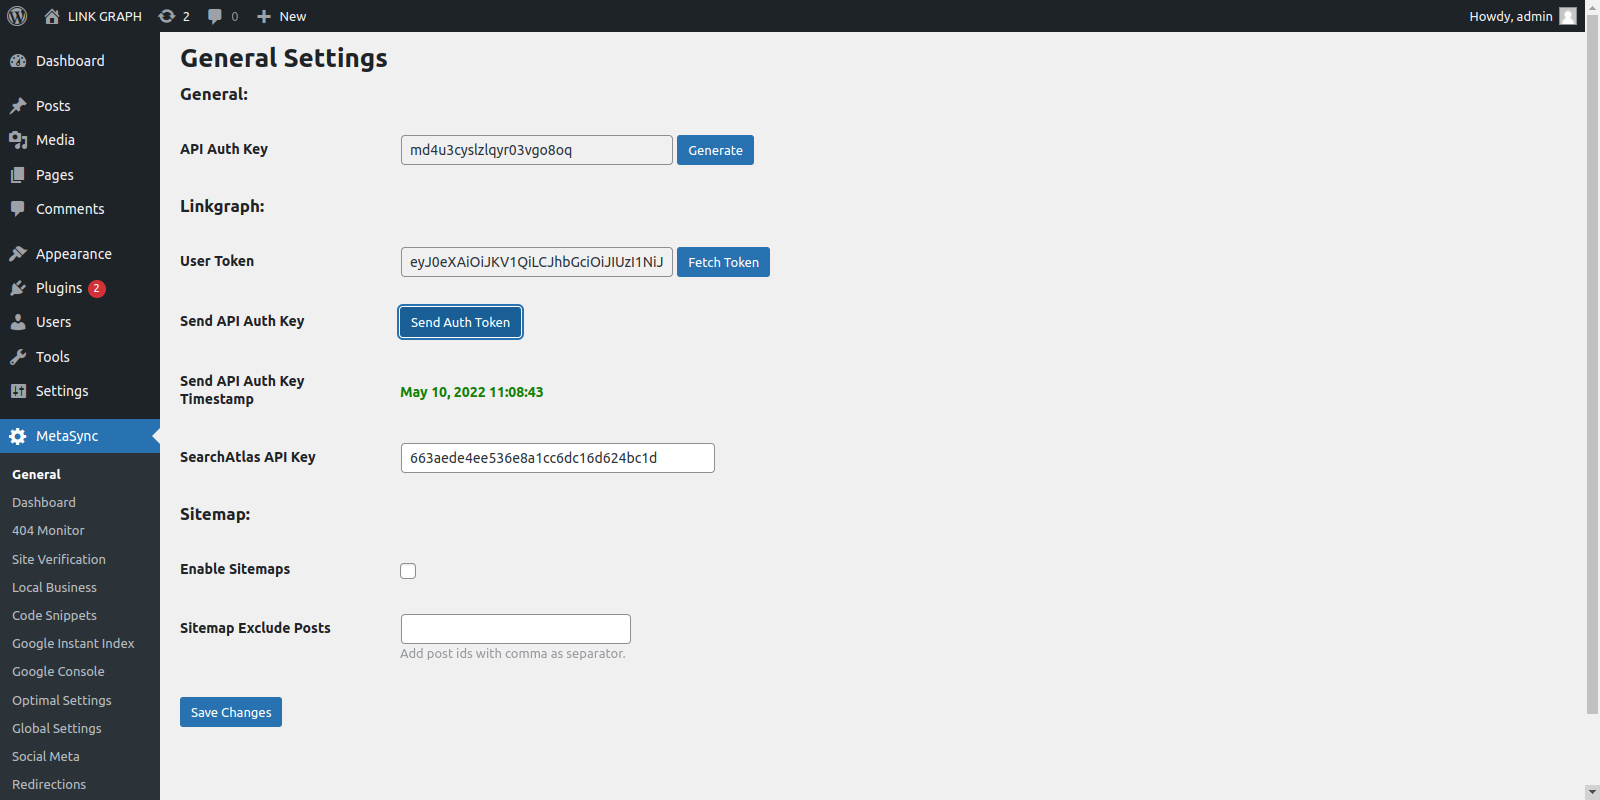 LINK GRAPH 2 0 New Howdy, admin
Dashboard
Posts
Media
Pages
Comments
Appearance
Plugins 2
Users
Tools
Settings
MetaSync
General
Dashboard
404 Monitor
Site Verification
Local Business
Code Snippets
Google Instant Index
Google Console
Optimal Settings
Global Settings
Social Meta
Redirections
General Settings
General:
API Auth Key md4u3cyslzlqyr03vgo8oq Generate
Linkgraph:
User Token eyJ0eXAiOiJKV1QiLCJhbGciOiJIUzI1NiJ Fetch Token
Send API Auth Key Send Auth Token
Send API Auth Key
Timestamp
May 10, 2022 11:08:43
SearchAtlas API Key 663aede4ee536e8a1cc6dc16d624bc1d
Sitemap:
Enable Sitemaps
Sitemap Exclude Posts
Add post ids with comma as separator.
Save Changes